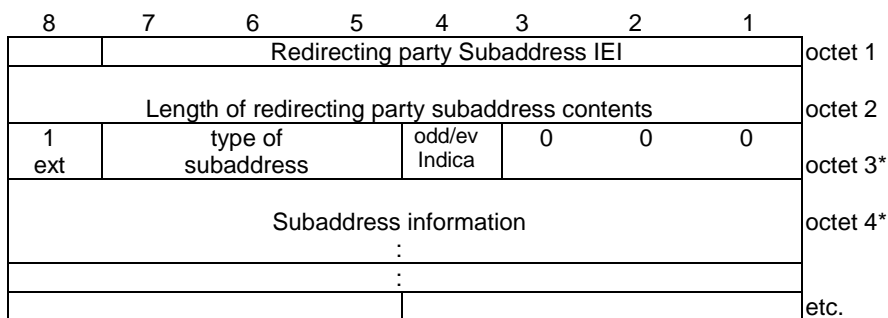 8 7 6 5 4 3 2 1
Redirecting party Subaddress IEI octet 1
Length of redirecting party subaddress contents octet 2
1 type of odd/ev 0 0 0
ext subaddress Indica octet 3*
Subaddress information octet 4*
:
:
etc.